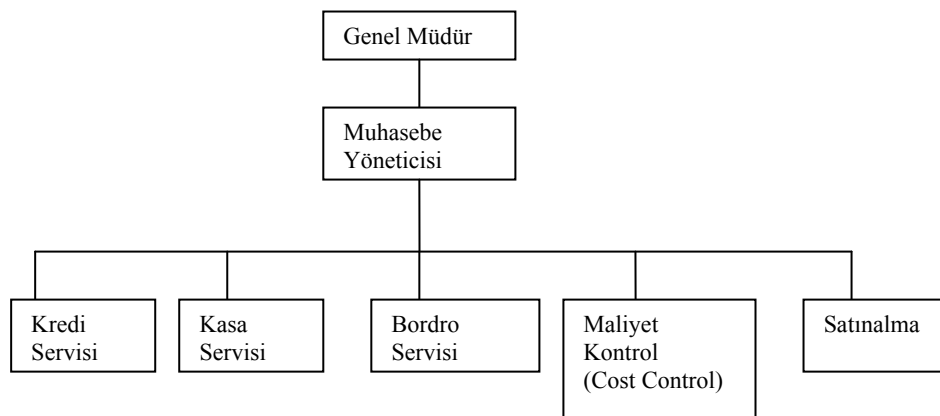 Genel Müdür
Muhasebe
Yöneticisi
Kredi
Servisi
Kasa
Servisi
Bordro
Servisi
Maliyet
Kontrol
(Cost Control)
Satınalma